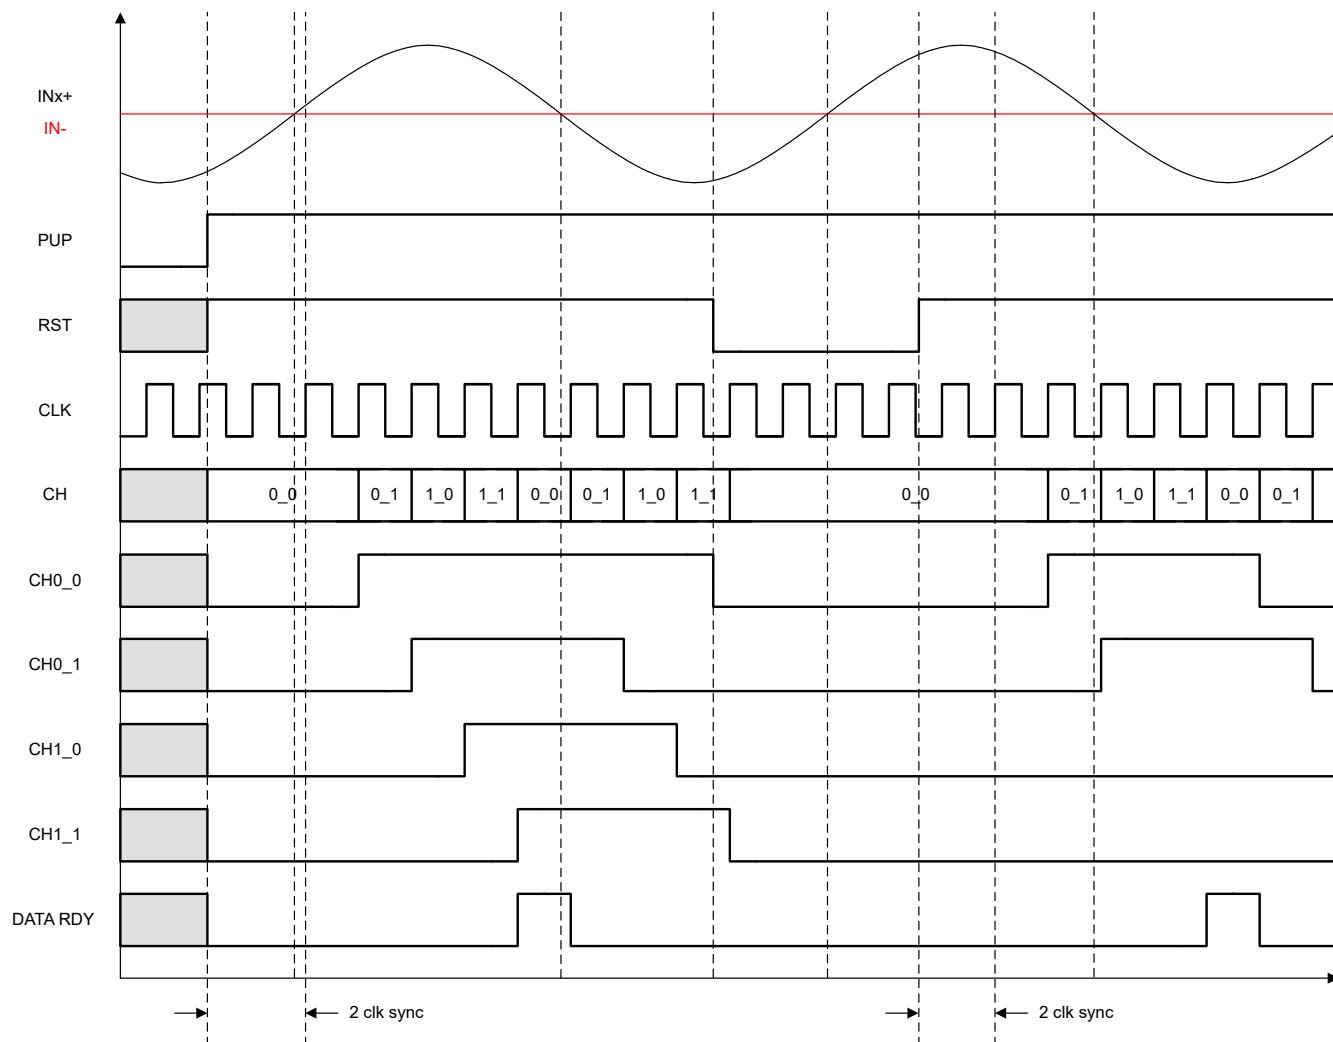 INx+
IN-
PUP
RST
CLK
CH
0_0 0_1 1_0 1_1 0_0 0_1 1_0 1_1 0_0 0_1 1_0 1_1 0_0 0_1
CH0_0
CH0_1
CH1_0
CH1_1
DATA RDY
2 clk sync
2 clk sync